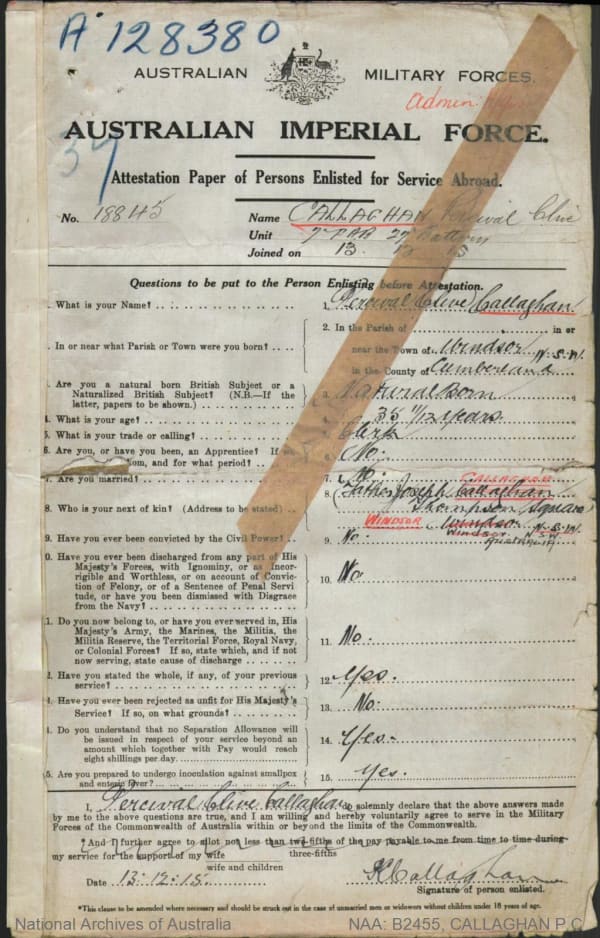 A 128380
AUSTRALIAN MILITARY FORCES.
Admin
AUSTRALIAN IMPERIAL FORCE.
37
Attestation Paper of Persons Enlisted for Service Abroad.
No. 18845 Name CALLAGHAN Percival Clive
Unit 7 FAB 27 Battery
Joined on 13
Questions to be put to the Person Enlisting before Attestation.
. What is your Name? 1. Percival Clive Callaghan
. In or near what Parish or Town were you born? 2. In the Parish of in or
near the Town of Windsor N.S.W.
in the County of Cumberland
. Are you a natural born British Subject or a
Naturalized British Subject? (N.B.—If the
latter, papers to be shown.) 3. Natural Born
4. What is your age? 4. 35 11/12 years
5. What is your trade or calling? Clerk
6. Are you, or have you been, an Apprentice? If
whom, and for what period? 6. No.
7. Are you married? 7. No.
8. Who is your next of kin? (Address to be stated) 8. Father Joseph Callaghan
CALLAGHAN
Thompson Square
WINDSOR Windsor N.S.W.
Windsor NSW
Australia
9. Have you ever been convicted by the Civil Power? 9. No.
0. Have you ever been discharged from any part of His
Majesty's Forces, with Ignominy, or as Incor-
rigible and Worthless, or on account of Convic-
tion of Felony, or of a Sentence of Penal Servi
tude, or have you been dismissed with Disgrace
from the Navy? 10. No
1. Do you now belong to, or have you ever served in, His
Majesty's Army, the Marines, the Militia, the
Militia Reserve, the Territorial Force, Royal Navy,
or Colonial Forces? If so, state which, and if not
now serving, state cause of discharge 11. No.
2. Have you stated the whole, if any, of your previous
service? 12. Yes.
. Have you ever been rejected as unfit for His Majesty's
Service? If so, on what grounds? 13. No.
4. Do you understand that no Separation Allowance will
be issued in respect of your service beyond an
amount which together with Pay would reach
eight shillings per day 14. Yes.
5. Are you prepared to undergo inoculation against smallpox
and enteric fever? 15. Yes.
I, Percival Clive Callaghan do solemnly declare that the above answers made
by me to the above questions are true, and I am willing and hereby voluntarily agree to serve in the Military
Forces of the Commonwealth of Australia within or beyond the limits of the Commonwealth.
*And I further agree to allot not less than two-fifths of the pay payable to me from time to time during
three-fifths
my service for the support of my wife
wife and children
Date 13.12.15. P.Callaghan
Signature of person enlisted.
*This clause to be amended where necessary and should be struck out in the case of unmarried men or widowers without children under 18 years of age.
National Archives of Australia NAA: B2455, CALLAGHAN P C